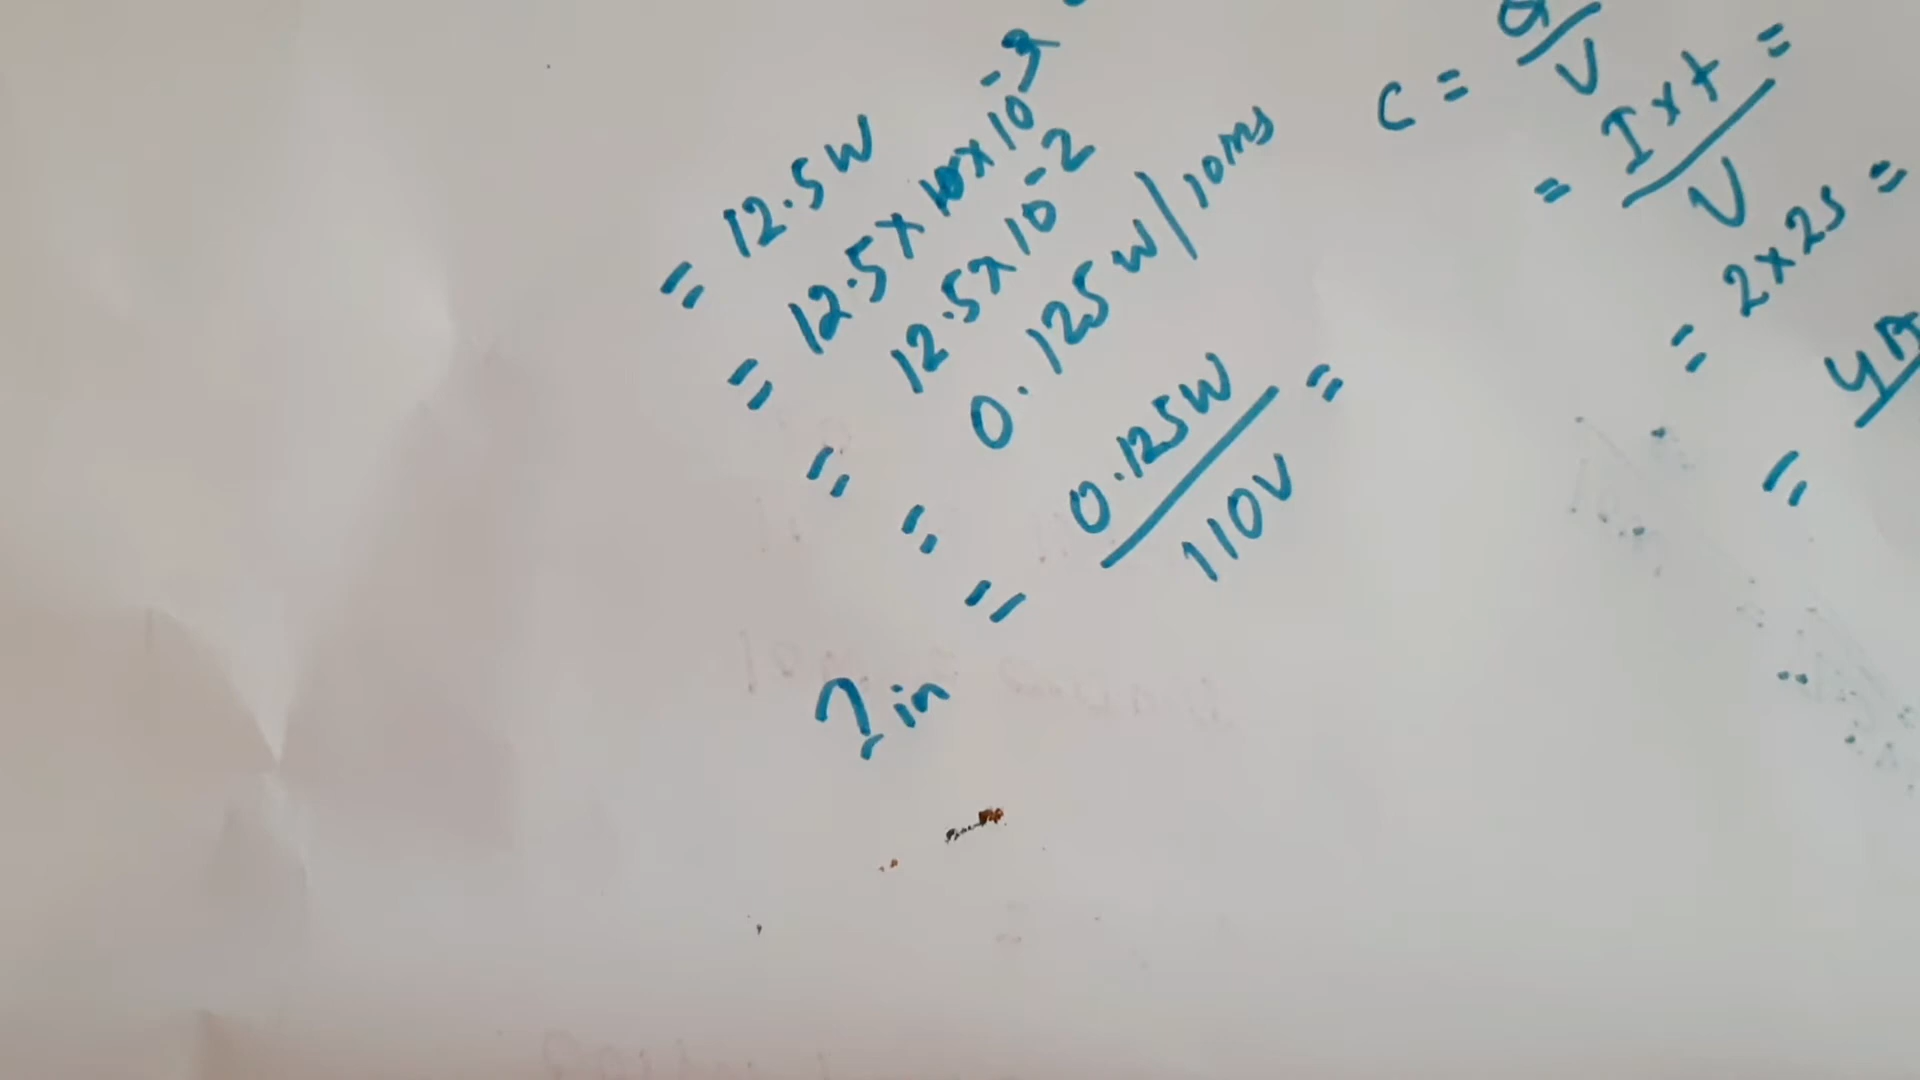 = 12.5W
= 12.5 × 10 × 10⁻³
= 12.5 × 10⁻²
= 0.125W/10ms
= 0.125W / 110V =
Iin
C = Q / V
= I × t / V =
= 2 × 25 =
=